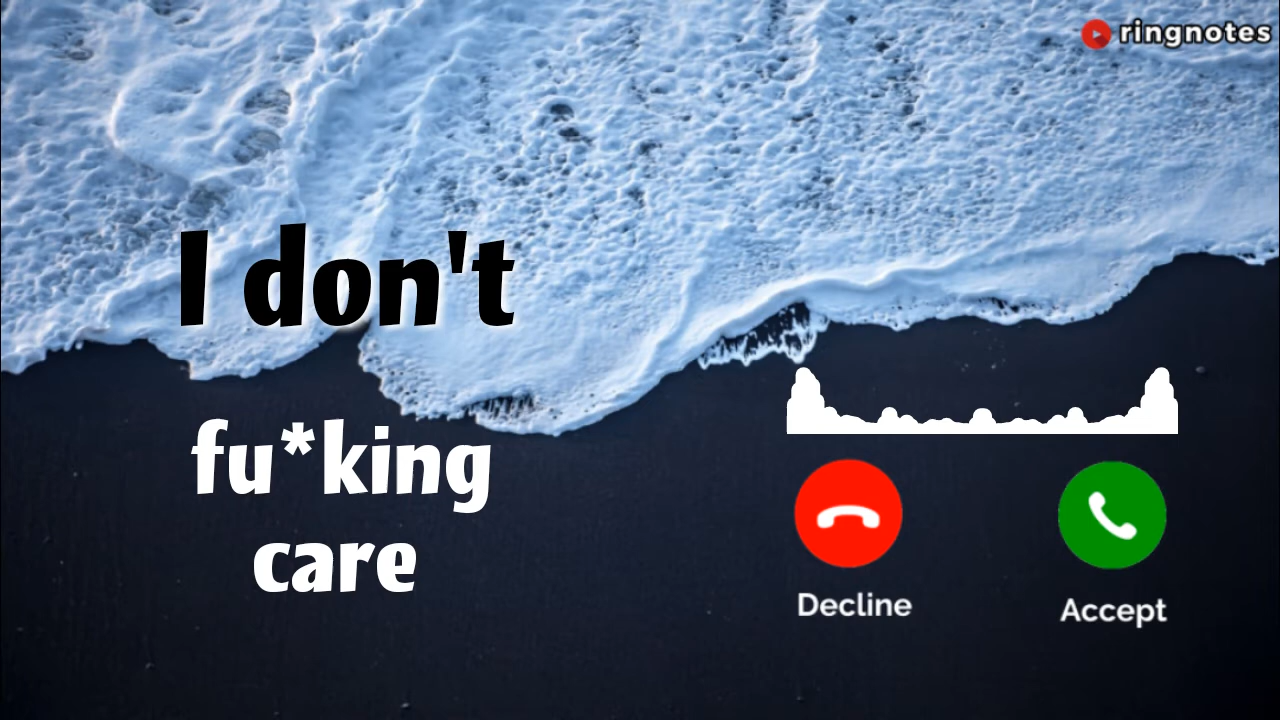 ringnotes
I don't
fu*king
care
Decline
Accept